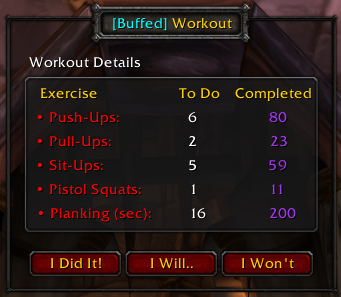 [Buffed] Workout
Workout Details
Exercise To Do Completed
• Push-Ups: 6 80
• Pull-Ups: 2 23
• Sit-Ups: 5 59
• Pistol Squats: 1 11
• Planking (sec): 16 200
I Did It! I Will.. I Won't